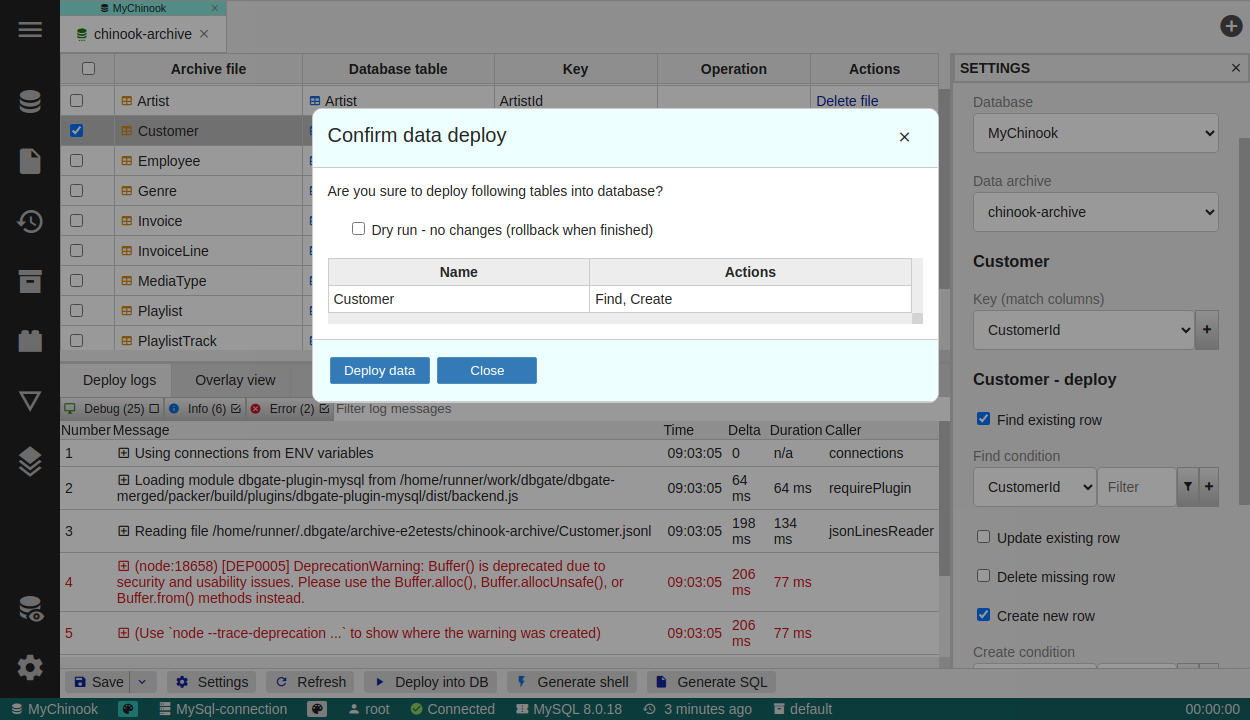 MyChinook
chinook-archive
Archive file Database table Key Operation Actions
Artist Artist ArtistId Delete file
Customer
Employee
Genre
Invoice
InvoiceLine
MediaType
Playlist
PlaylistTrack
Confirm data deploy
Are you sure to deploy following tables into database?
Dry run - no changes (rollback when finished)
Name Actions
Customer Find, Create
Deploy data Close
SETTINGS
Database
MyChinook
Data archive
chinook-archive
Customer
Key (match columns)
CustomerId +
Customer - deploy
Find existing row
Find condition
CustomerId Filter +
Update existing row
Delete missing row
Create new row
Create condition
Deploy logs Overlay view
Debug (25) Info (6) Error (2) Filter log messages
Number Message Time Delta Duration Caller
1 Using connections from ENV variables 09:03:05 0 n/a connections
2 Loading module dbgate-plugin-mysql from /home/runner/work/dbgate/dbgate- 09:03:05 64 64 ms requirePlugin
merged/packer/build/plugins/dbgate-plugin-mysql/dist/backend.js ms
3 Reading file /home/runner/.dbgate/archive-e2etests/chinook-archive/Customer.jsonl 09:03:05 198 134 jsonLinesReader
ms ms
4 (node:18658) [DEP0005] DeprecationWarning: Buffer() is deprecated due to 09:03:05 206 77 ms
security and usability issues. Please use the Buffer.alloc(), Buffer.allocUnsafe(), or ms
Buffer.from() methods instead.
5 (Use `node --trace-deprecation ...` to show where the warning was created) 09:03:05 206 77 ms
ms
Save Settings Refresh Deploy into DB Generate shell Generate SQL
MyChinook MySql-connection root Connected MySQL 8.0.18 3 minutes ago default 00:00:00